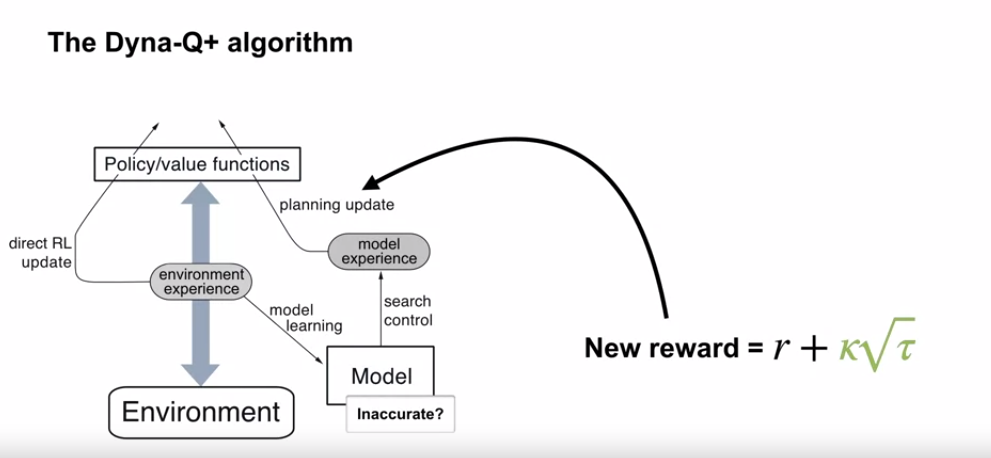 The Dyna-Q+ algorithm
Policy/value functions
planning update
direct RL
update
model
experience
environment
experience
model
learning
search
control
New reward = r + κ√τ
Model
Inaccurate?
Environment